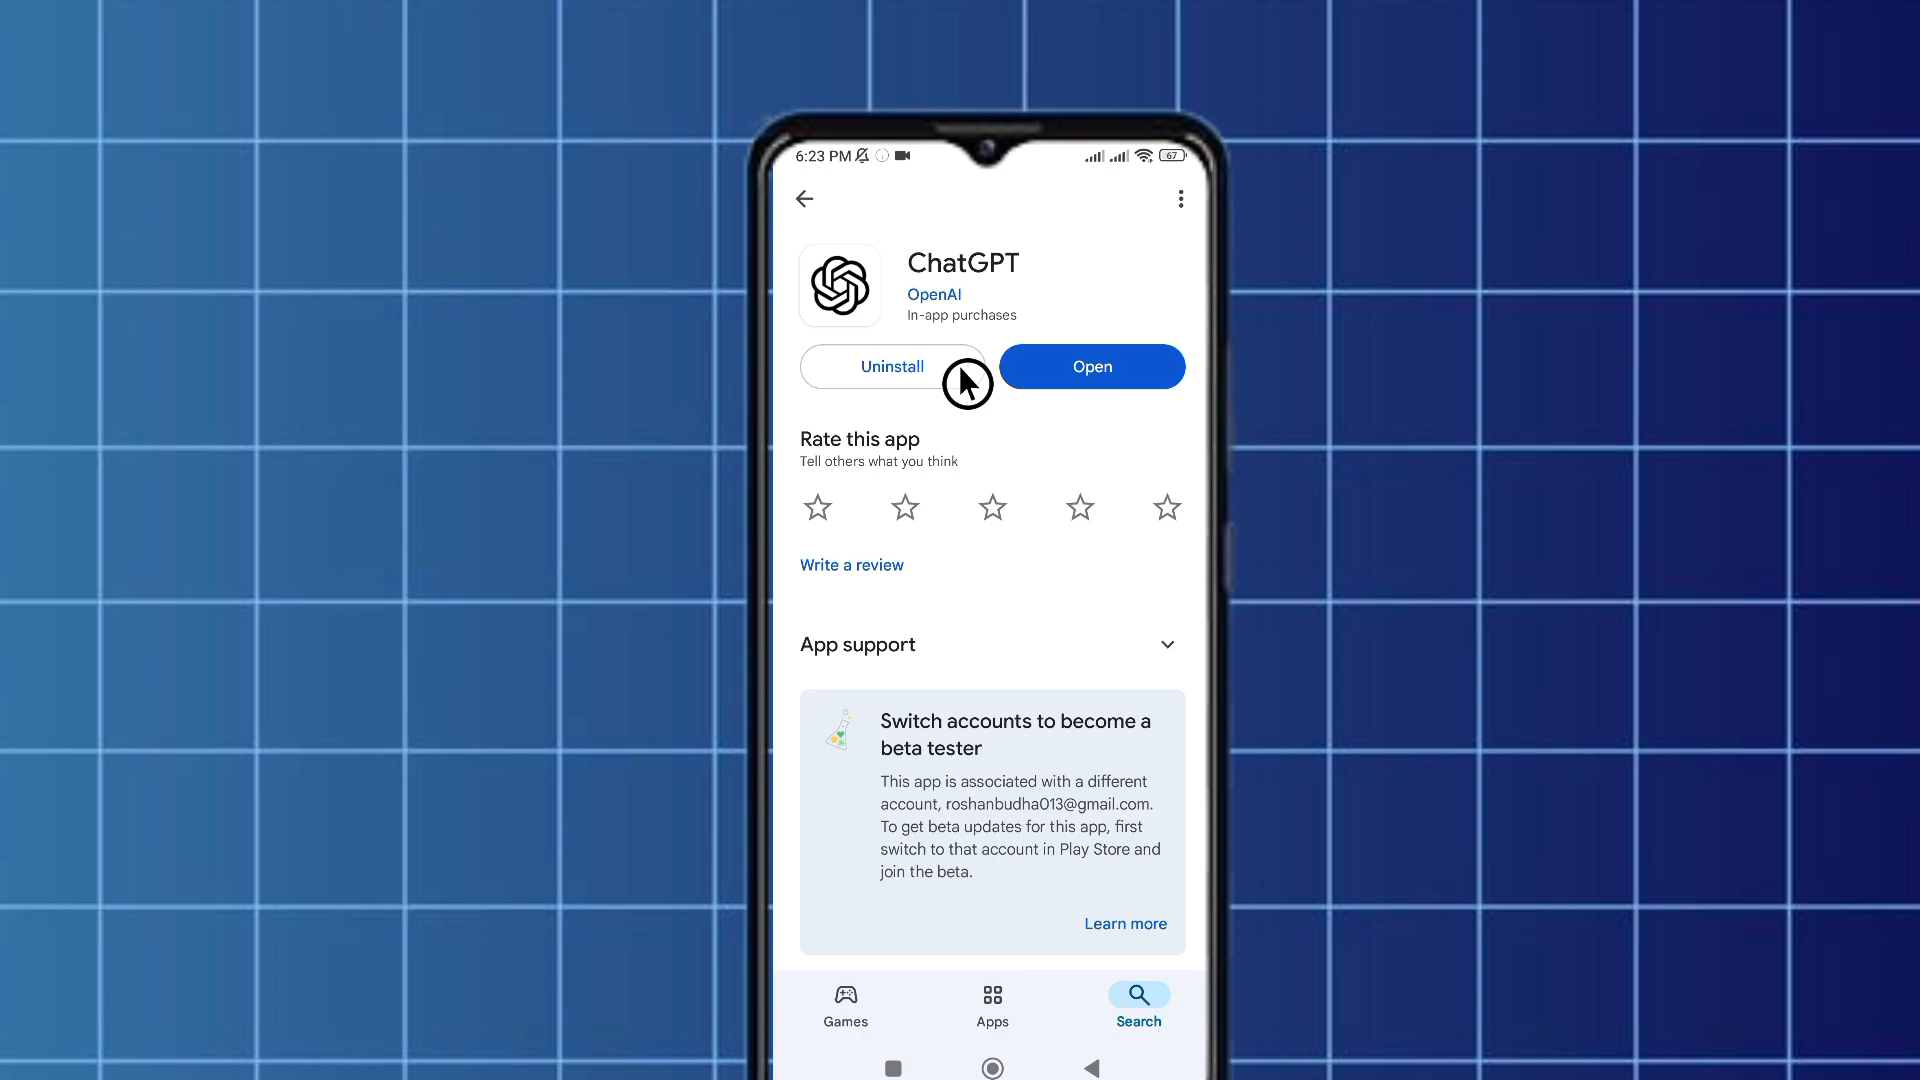 6:23 PM
67
ChatGPT
OpenAI
In-app purchases
Uninstall
Open
Rate this app
Tell others what you think
Write a review
App support
Switch accounts to become a
beta tester
This app is associated with a different
account, roshanbudha013@gmail.com.
To get beta updates for this app, first
switch to that account in Play Store and
join the beta.
Learn more
Games
Apps
Search